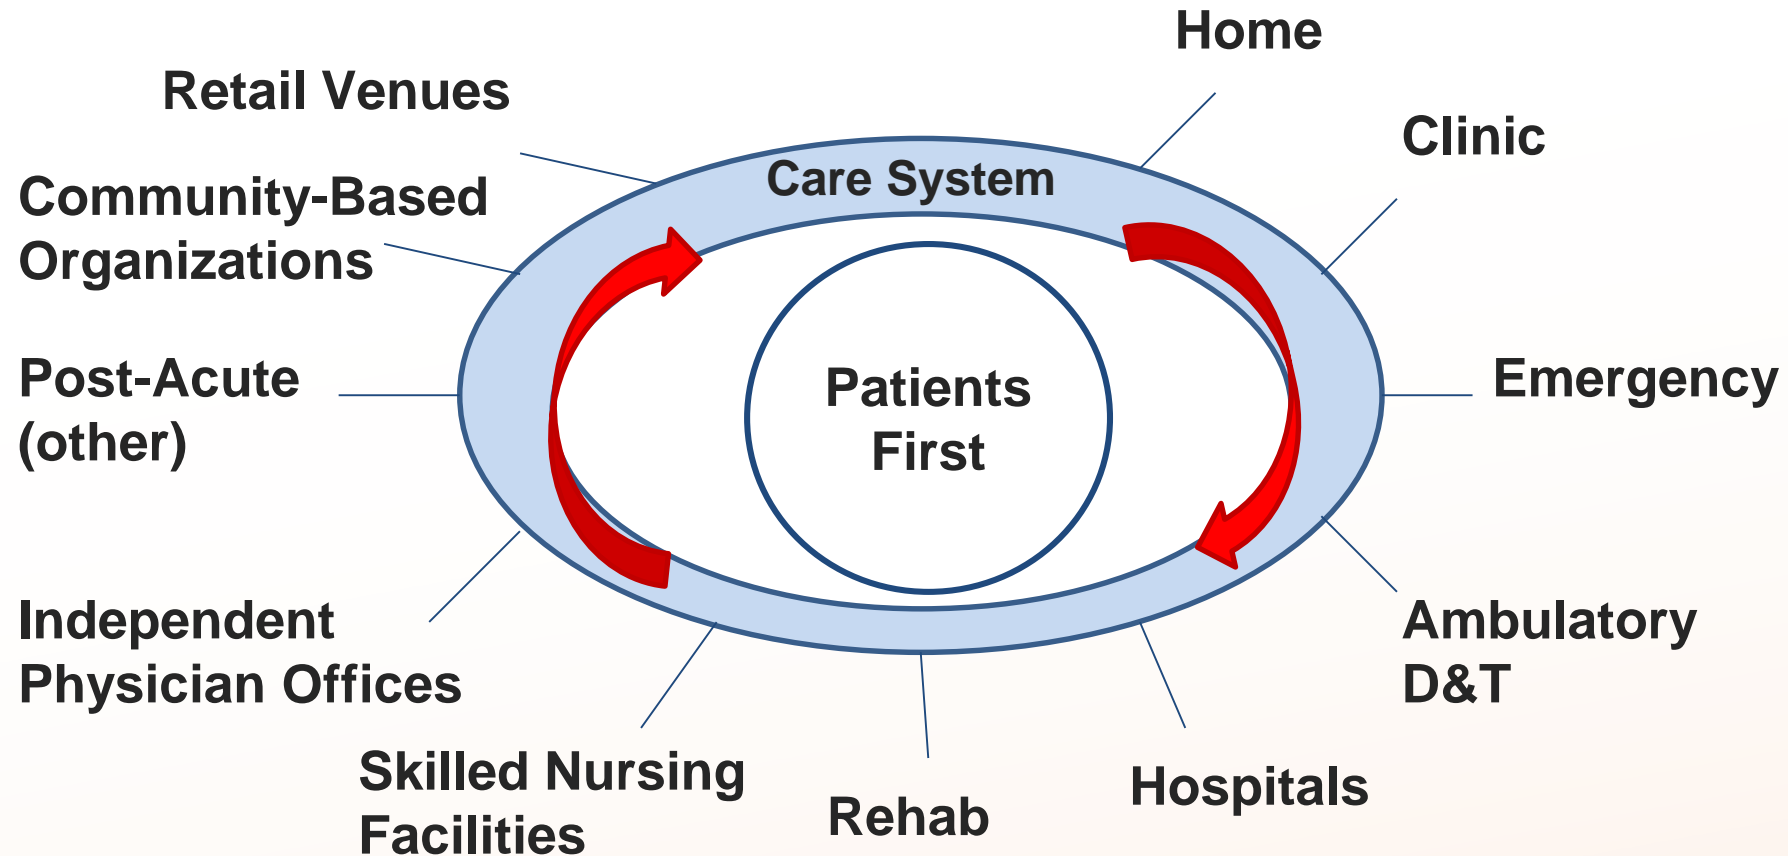 Home
Retail Venues
Clinic
Care System
Community-Based
Organizations
Post-Acute
(other)
Patients
First
Emergency
Independent
Physician Offices
Ambulatory
D&T
Skilled Nursing
Facilities
Rehab
Hospitals